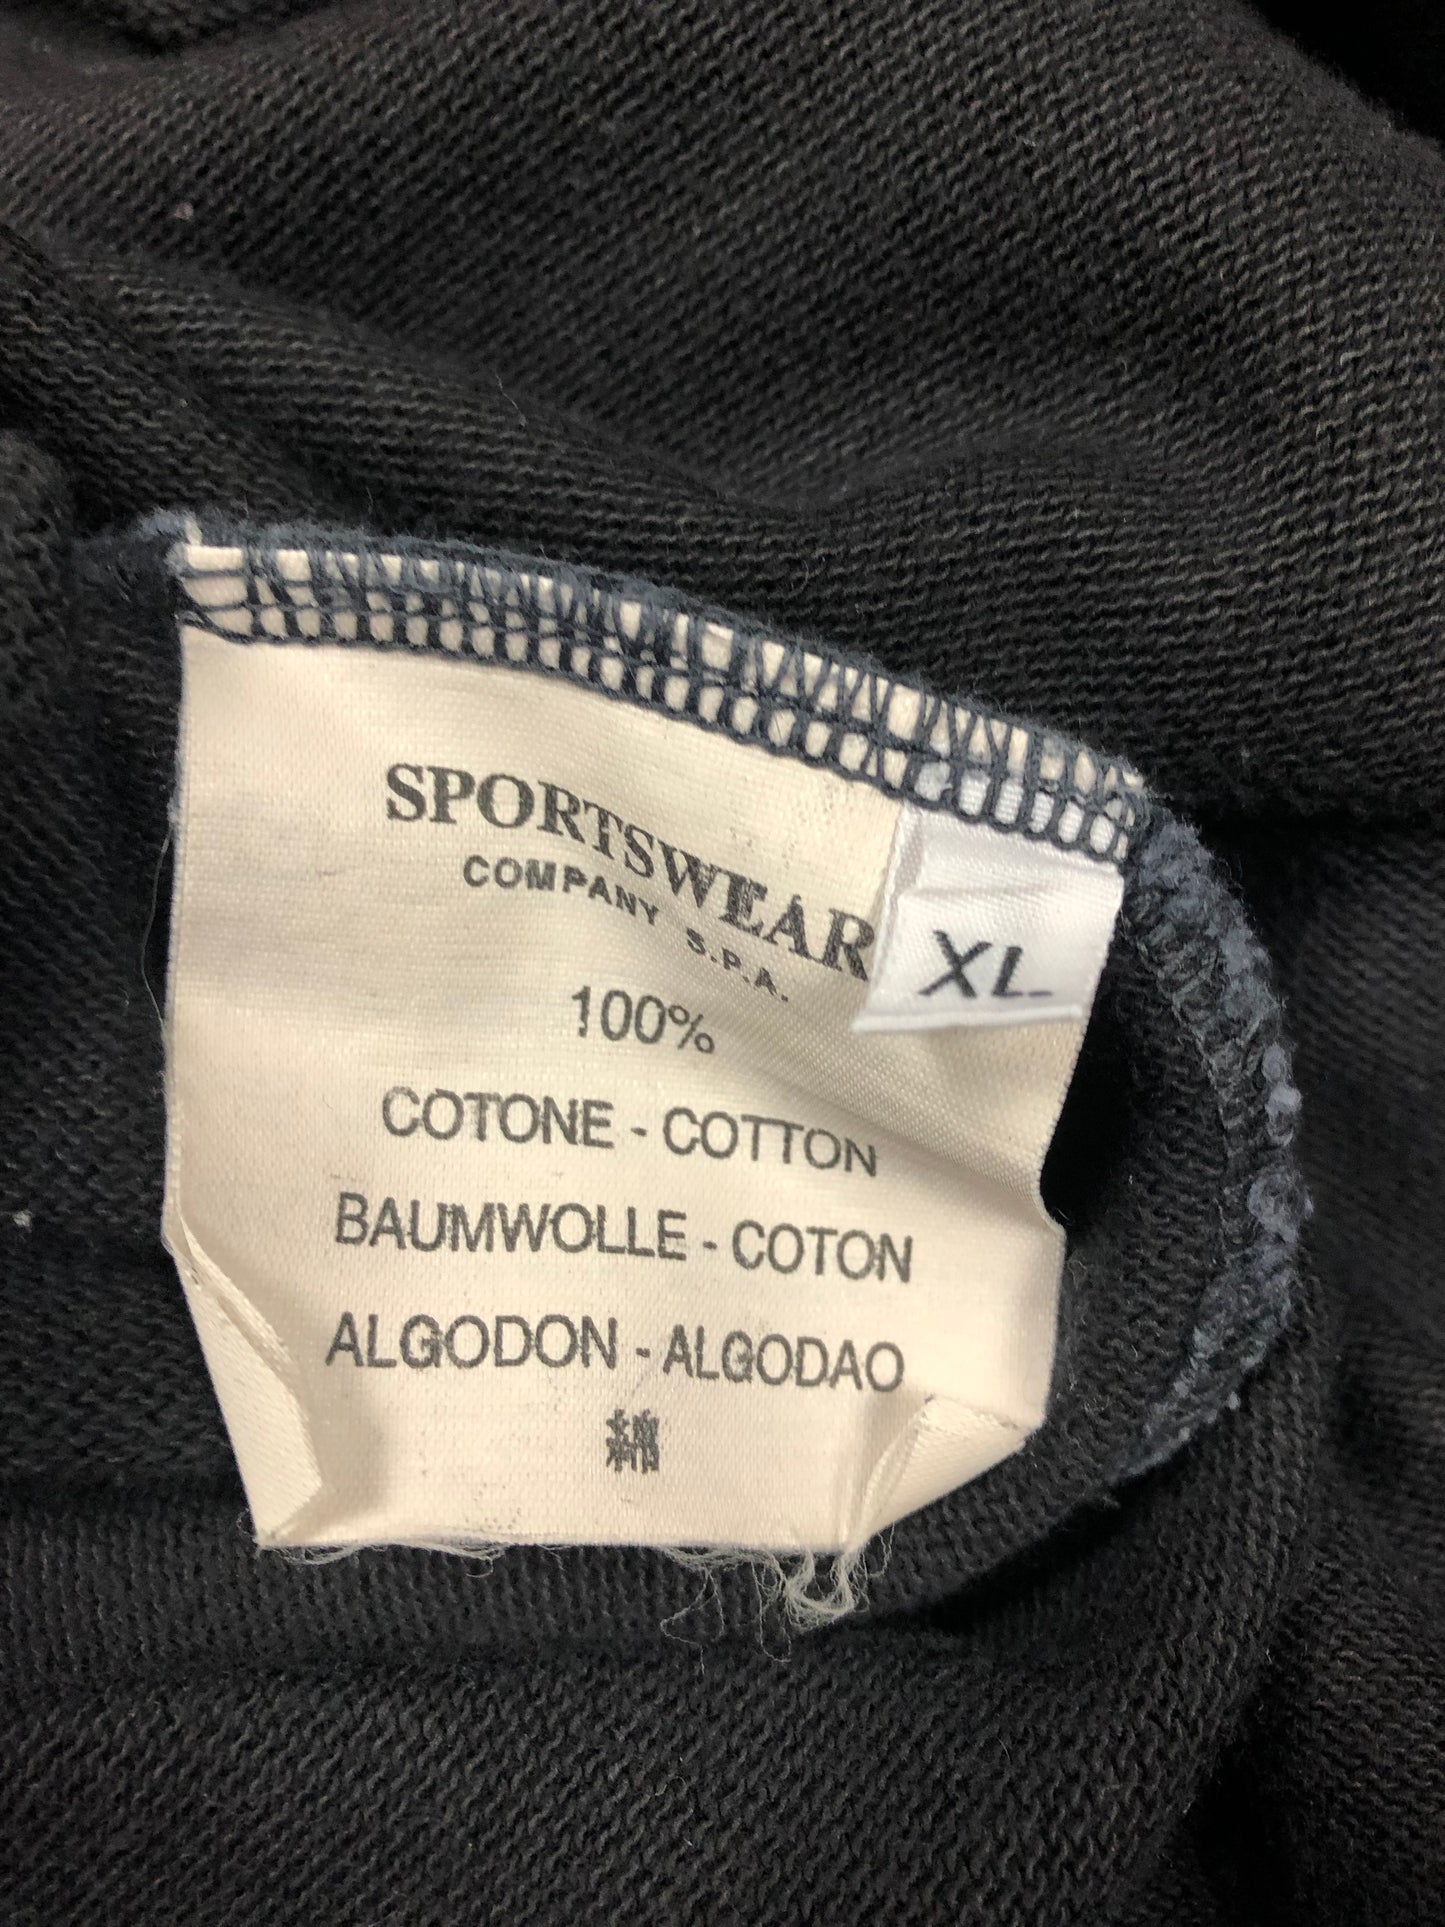 SPORTSWEAR
COMPANY S.P.A.
XL
100%
COTONE - COTTON
BAUMWOLLE - COTON
ALGODON - ALGODAO
綿